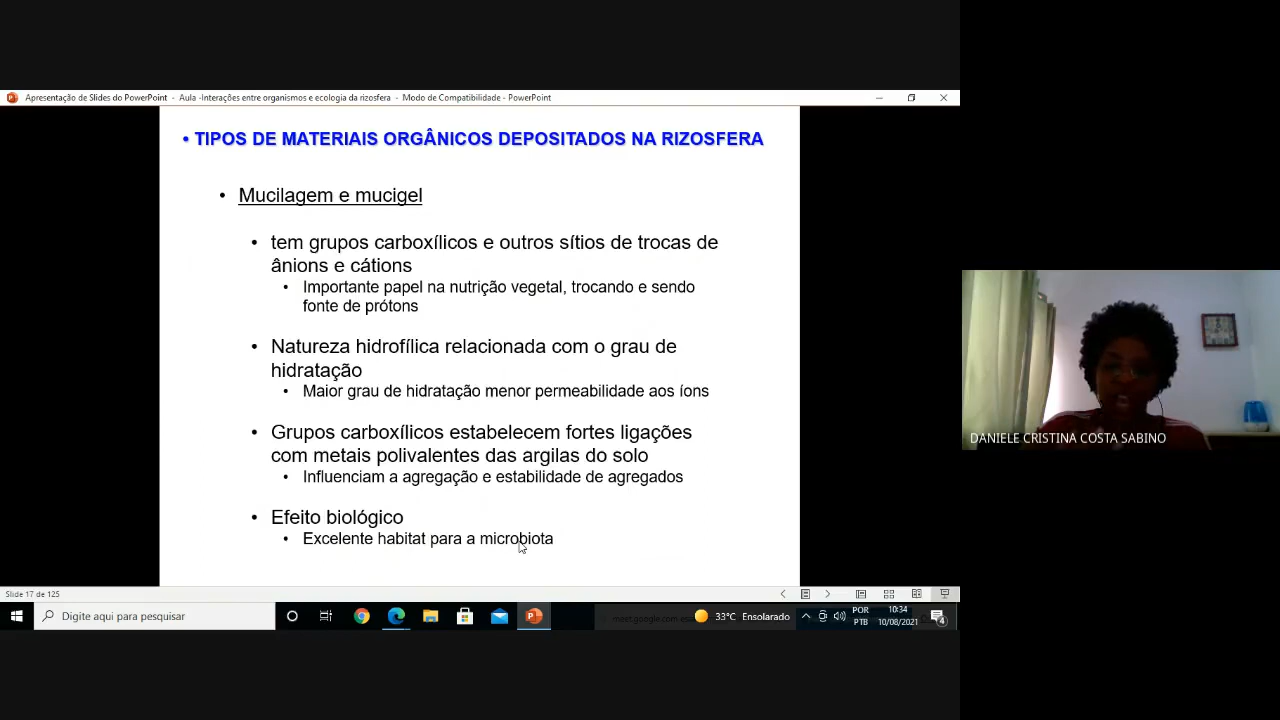 Apresentação de Slides do PowerPoint - Aula -Interações entre organismos e ecologia da rizosfera - Modo de Compatibilidade - PowerPoint
• TIPOS DE MATERIAIS ORGÂNICOS DEPOSITADOS NA RIZOSFERA
• Mucilagem e mucigel
• tem grupos carboxílicos e outros sítios de trocas de
ânions e cátions
• Importante papel na nutrição vegetal, trocando e sendo
fonte de prótons
• Natureza hidrofílica relacionada com o grau de
hidratação
• Maior grau de hidratação menor permeabilidade aos íons
• Grupos carboxílicos estabelecem fortes ligações
com metais polivalentes das argilas do solo
• Influenciam a agregação e estabilidade de agregados
• Efeito biológico
• Excelente habitat para a microbiota
DANIELE CRISTINA COSTA SABINO
Slide 17 de 125
Digite aqui para pesquisar
33°C Ensolarado
POR
PTB
10:34
10/08/2021
4